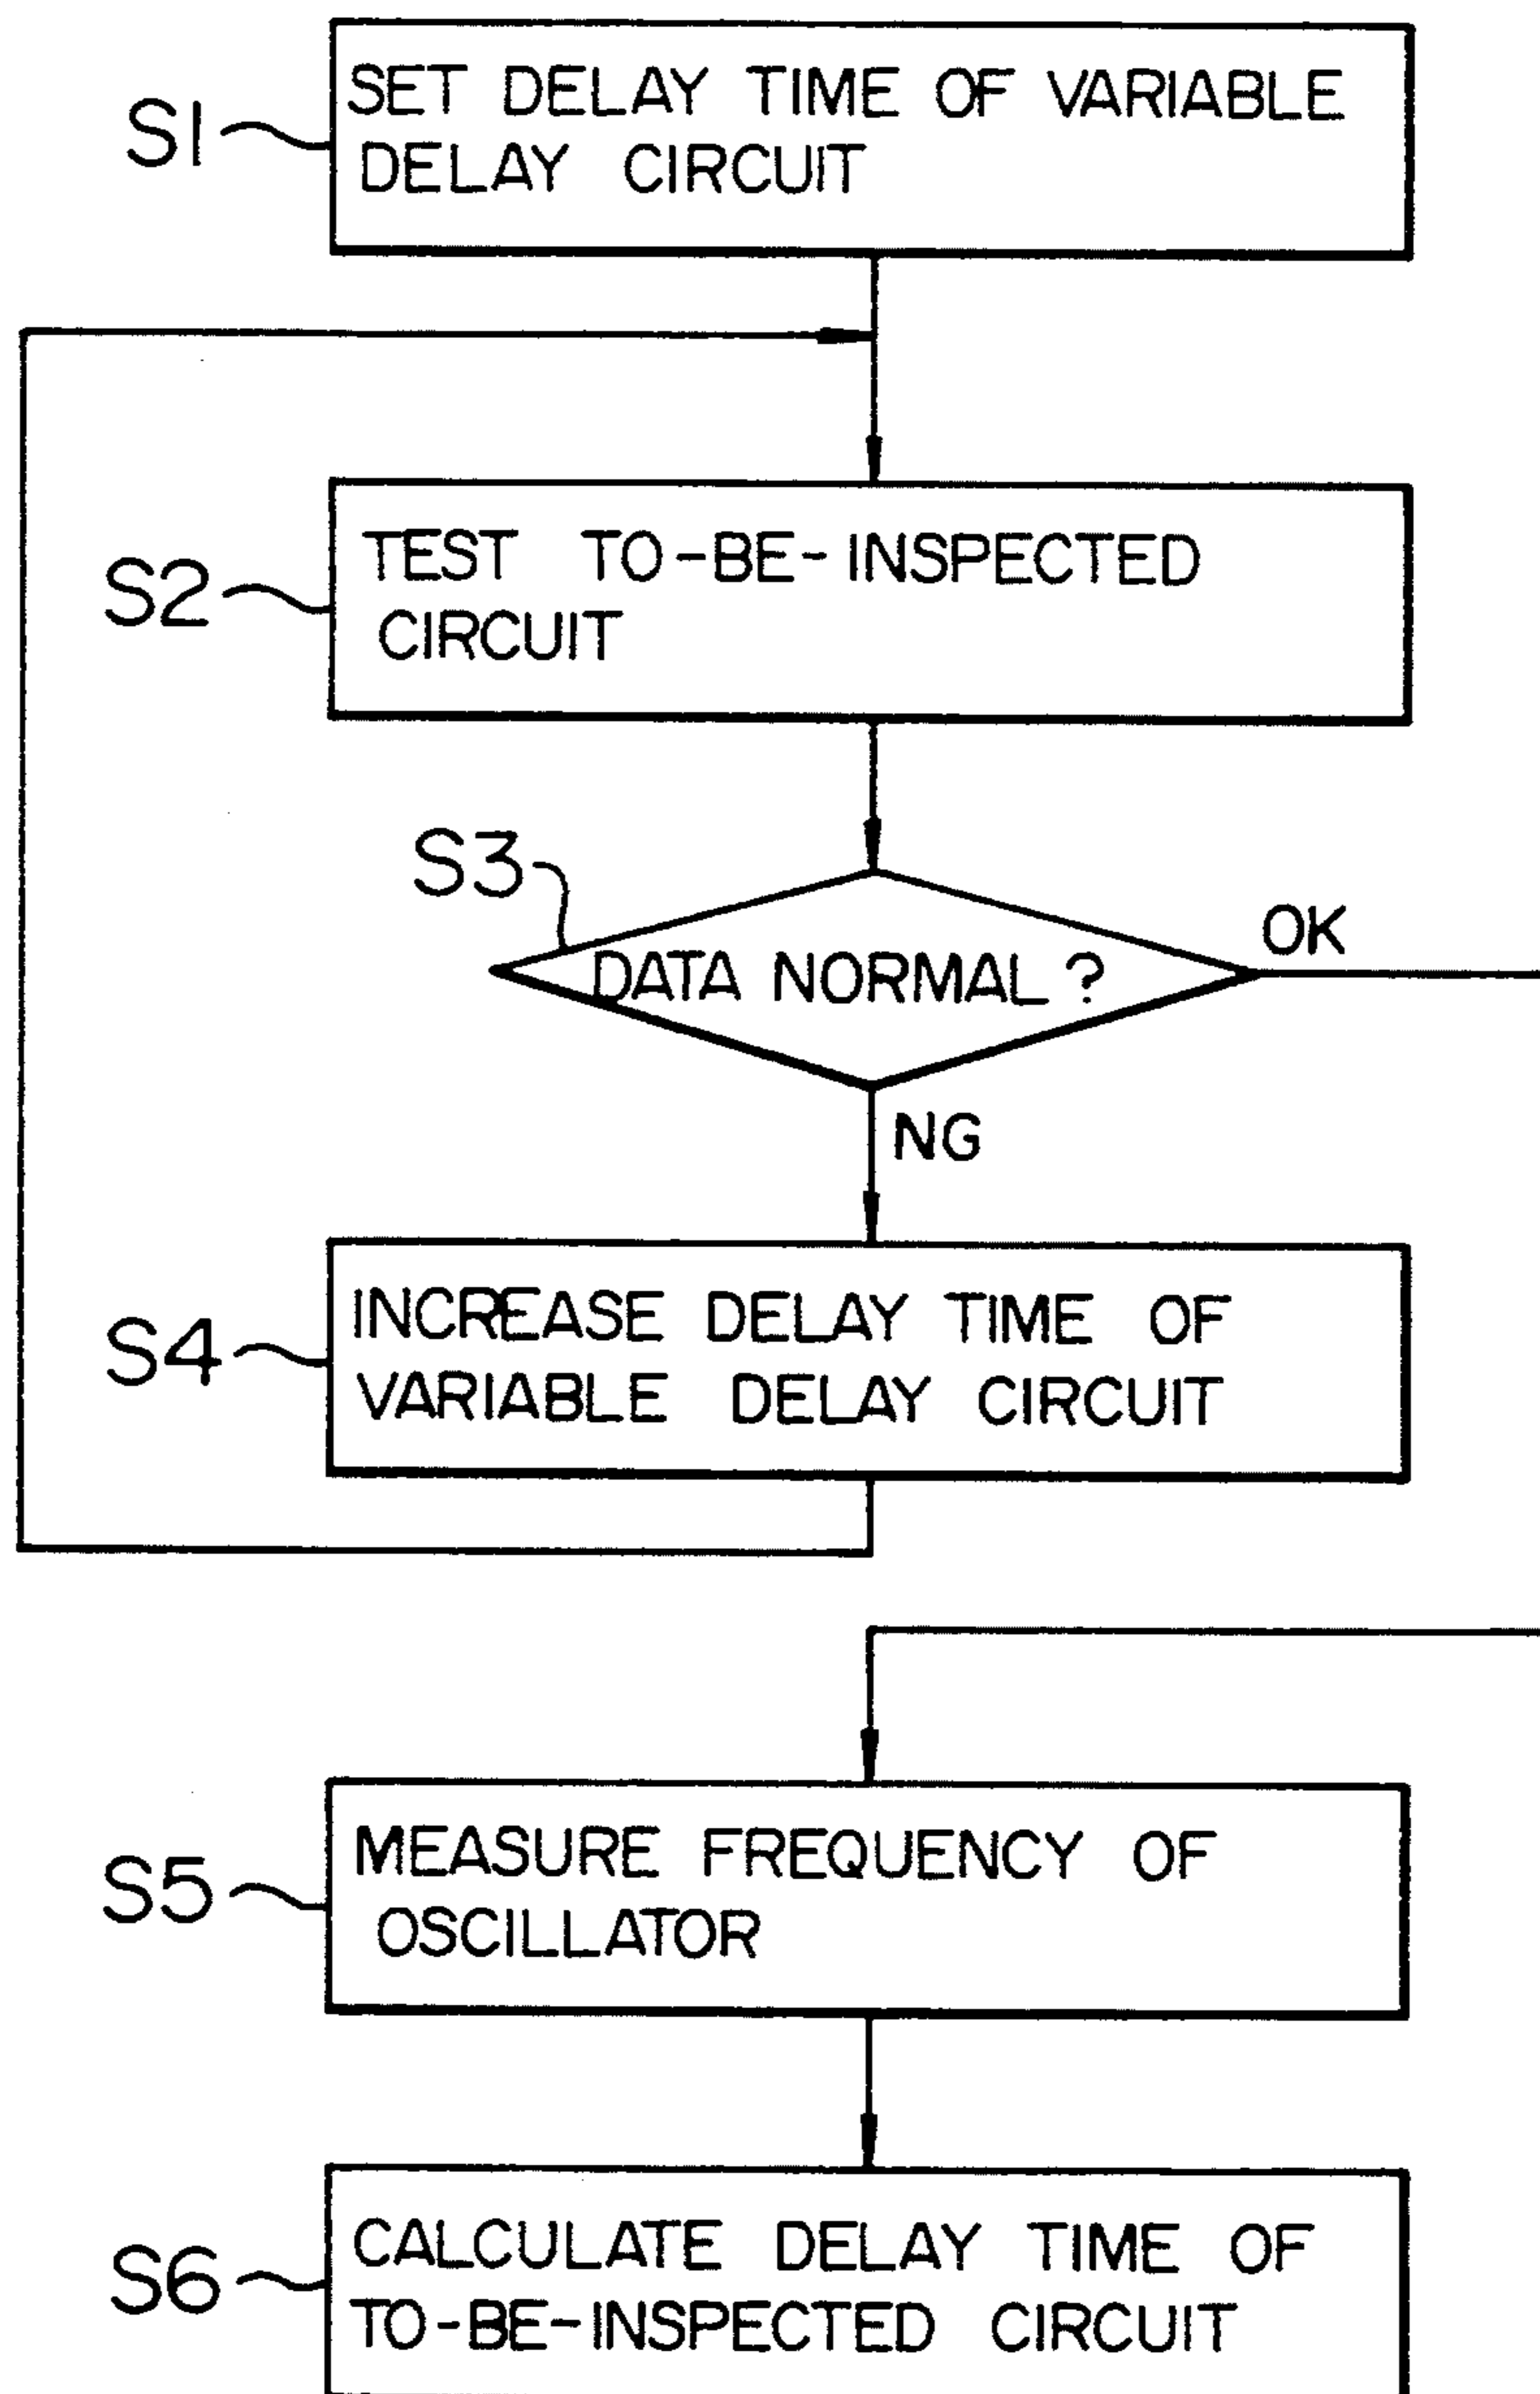 S1
SET DELAY TIME OF VARIABLE
DELAY CIRCUIT
S2
TEST TO-BE-INSPECTED
CIRCUIT
S3
DATA NORMAL?
OK
NG
S4
INCREASE DELAY TIME OF
VARIABLE DELAY CIRCUIT
S5
MEASURE FREQUENCY OF
OSCILLATOR
S6
CALCULATE DELAY TIME OF
TO-BE-INSPECTED CIRCUIT